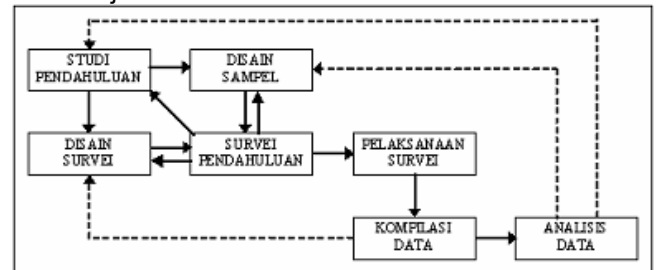 STUDI
PENDAHULUAN
DISAIN
SAMPEL
DISAIN
SURVEI
SURVEI
PENDAHULUAN
PELAKSANAAN
SURVEI
KOMPILASI
DATA
ANALISIS
DATA